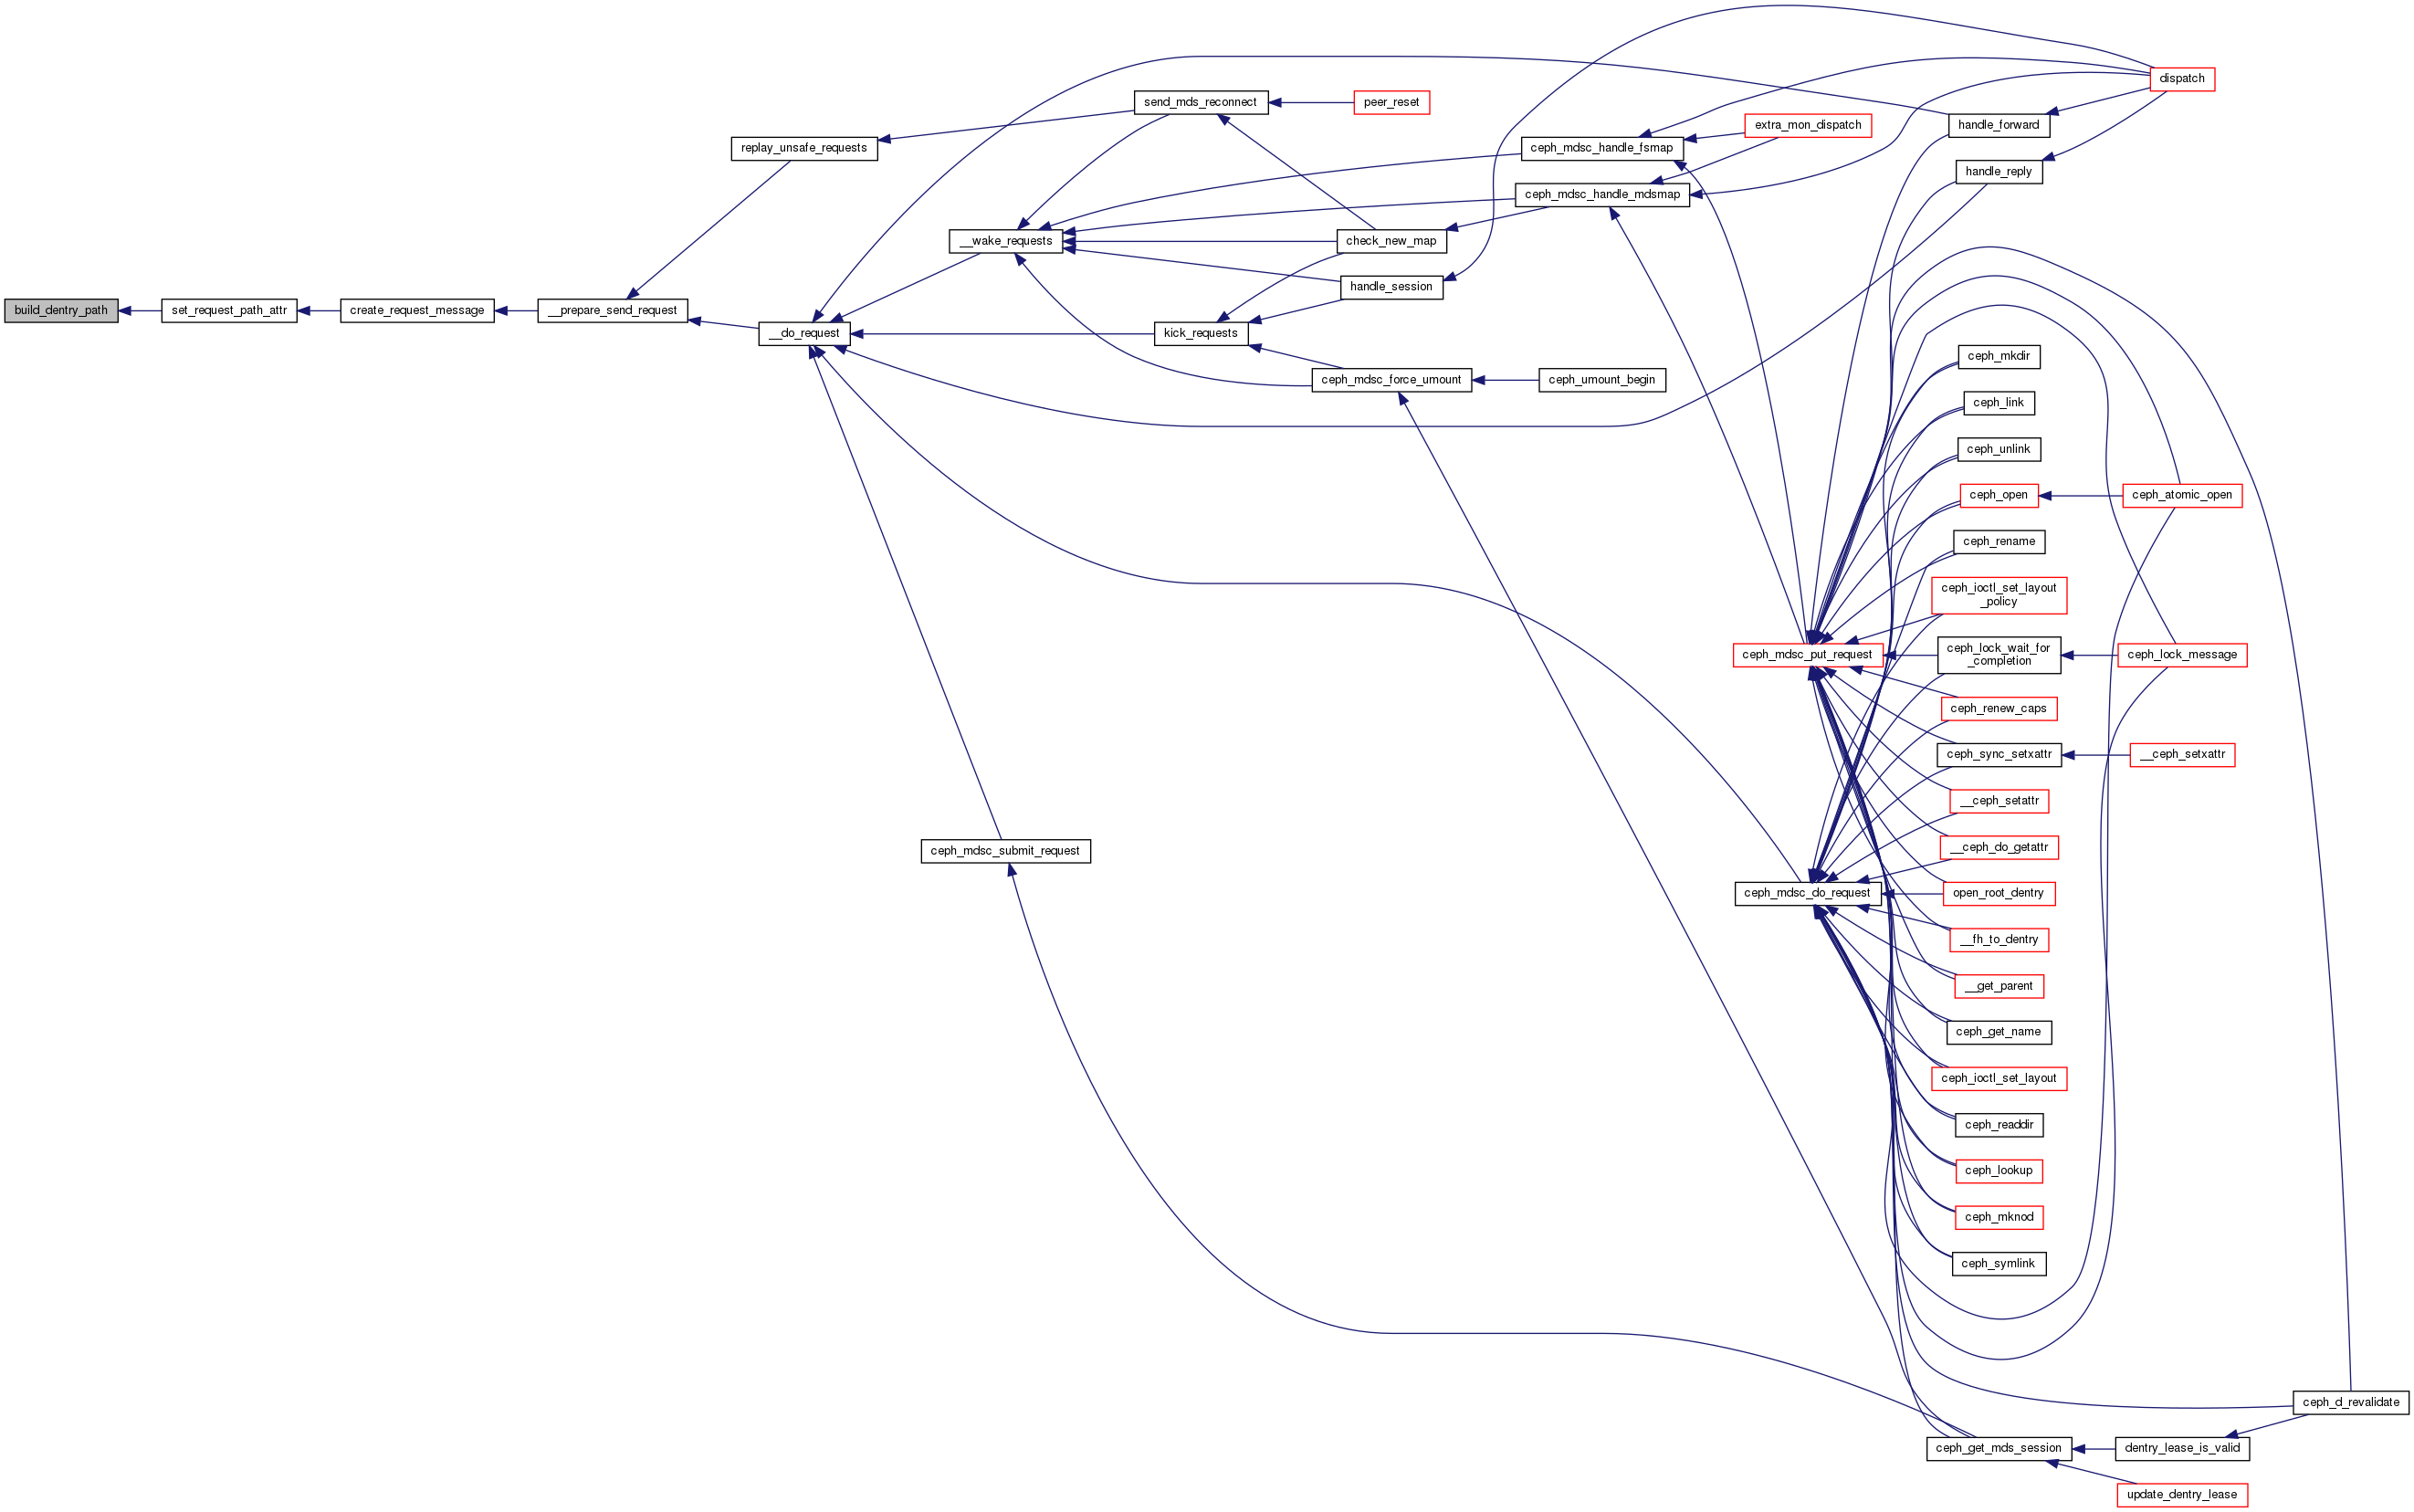 dispatch
send_mds_reconnect
peer_reset
extra_mon_dispatch
handle_forward
replay_unsafe_requests
ceph_mdsc_handle_fsmap
handle_reply
ceph_mdsc_handle_mdsmap
__wake_requests
check_new_map
handle_session
build_dentry_path
set_request_path_attr
create_request_message
__prepare_send_request
__do_request
kick_requests
ceph_mkdir
ceph_mdsc_force_umount
ceph_umount_begin
ceph_link
ceph_unlink
ceph_open
ceph_atomic_open
ceph_rename
ceph_ioctl_set_layout
_policy
ceph_mdsc_put_request
ceph_lock_wait_for
_completion
ceph_lock_message
ceph_renew_caps
ceph_sync_setxattr
__ceph_setxattr
__ceph_setattr
ceph_mdsc_submit_request
__ceph_do_getattr
ceph_mdsc_do_request
open_root_dentry
__fh_to_dentry
__get_parent
ceph_get_name
ceph_ioctl_set_layout
ceph_readdir
ceph_lookup
ceph_mknod
ceph_symlink
ceph_d_revalidate
ceph_get_mds_session
dentry_lease_is_valid
update_dentry_lease